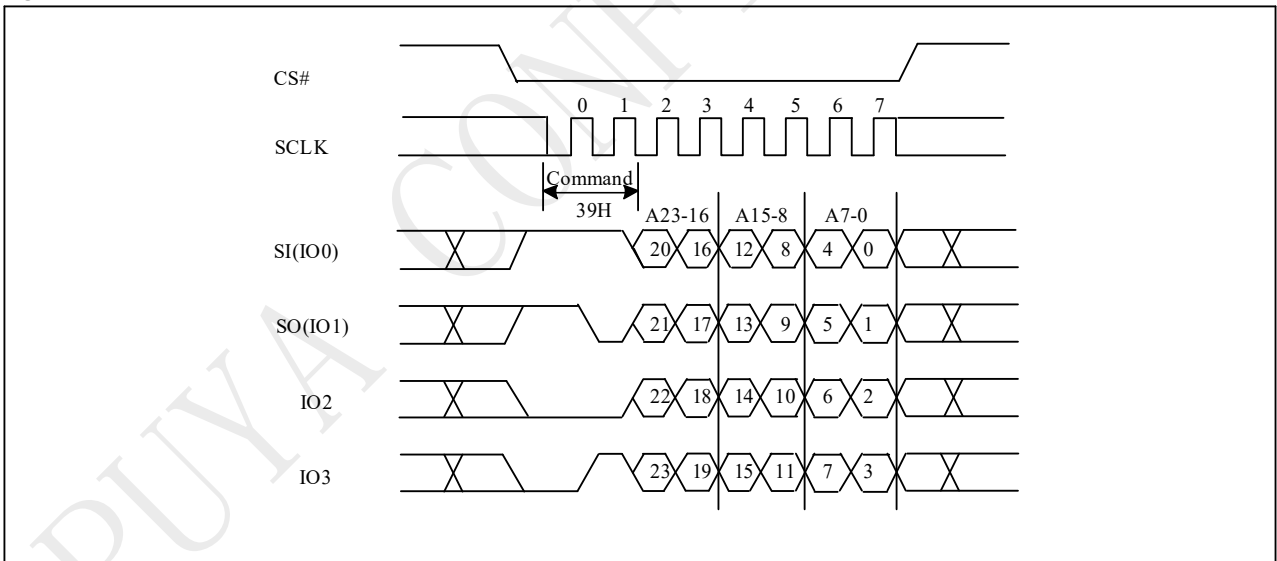 CS#
0 1 2 3 4 5 6 7
SCLK
Command
39H
A23-16 A15-8 A7-0
SI(IO0) 20 16 12 8 4 0
SO(IO1) 21 17 13 9 5 1
IO2 22 18 14 10 6 2
IO3 23 19 15 11 7 3
PUYA CONF